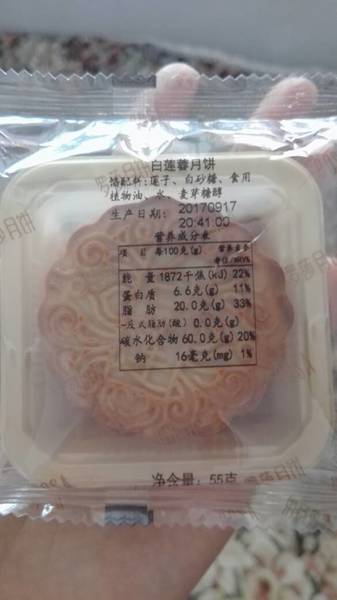 白莲蓉月饼
馅配料:莲子、白砂糖、食用
植物油、水、麦芽糖醇
生产日期: 20170917
20:41:00
营养成分表
项 目 每100克(g) 营养素参考值%NRV%
能 量 1872千焦(kJ) 22%
蛋白质 6.6克(g) 11%
脂 肪 20.0克(g) 33%
-反式脂肪(酸) 0.0克(g)
碳水化合物 60.0克(g) 20%
钠 16毫克(mg) 1%
净含量: 55克